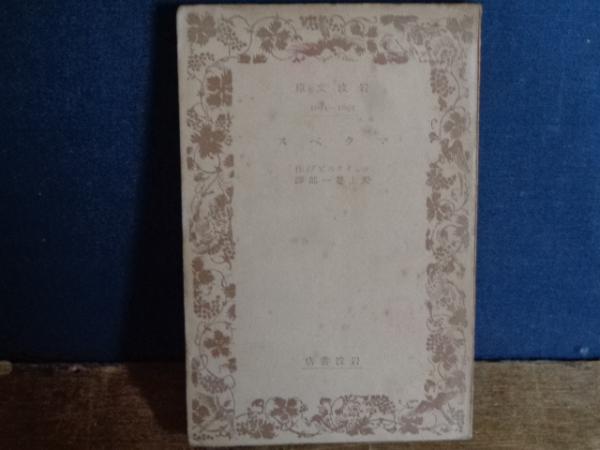 岩波文庫
マクベス
シェイクスピア作
野上豊一郎譯
岩波書店